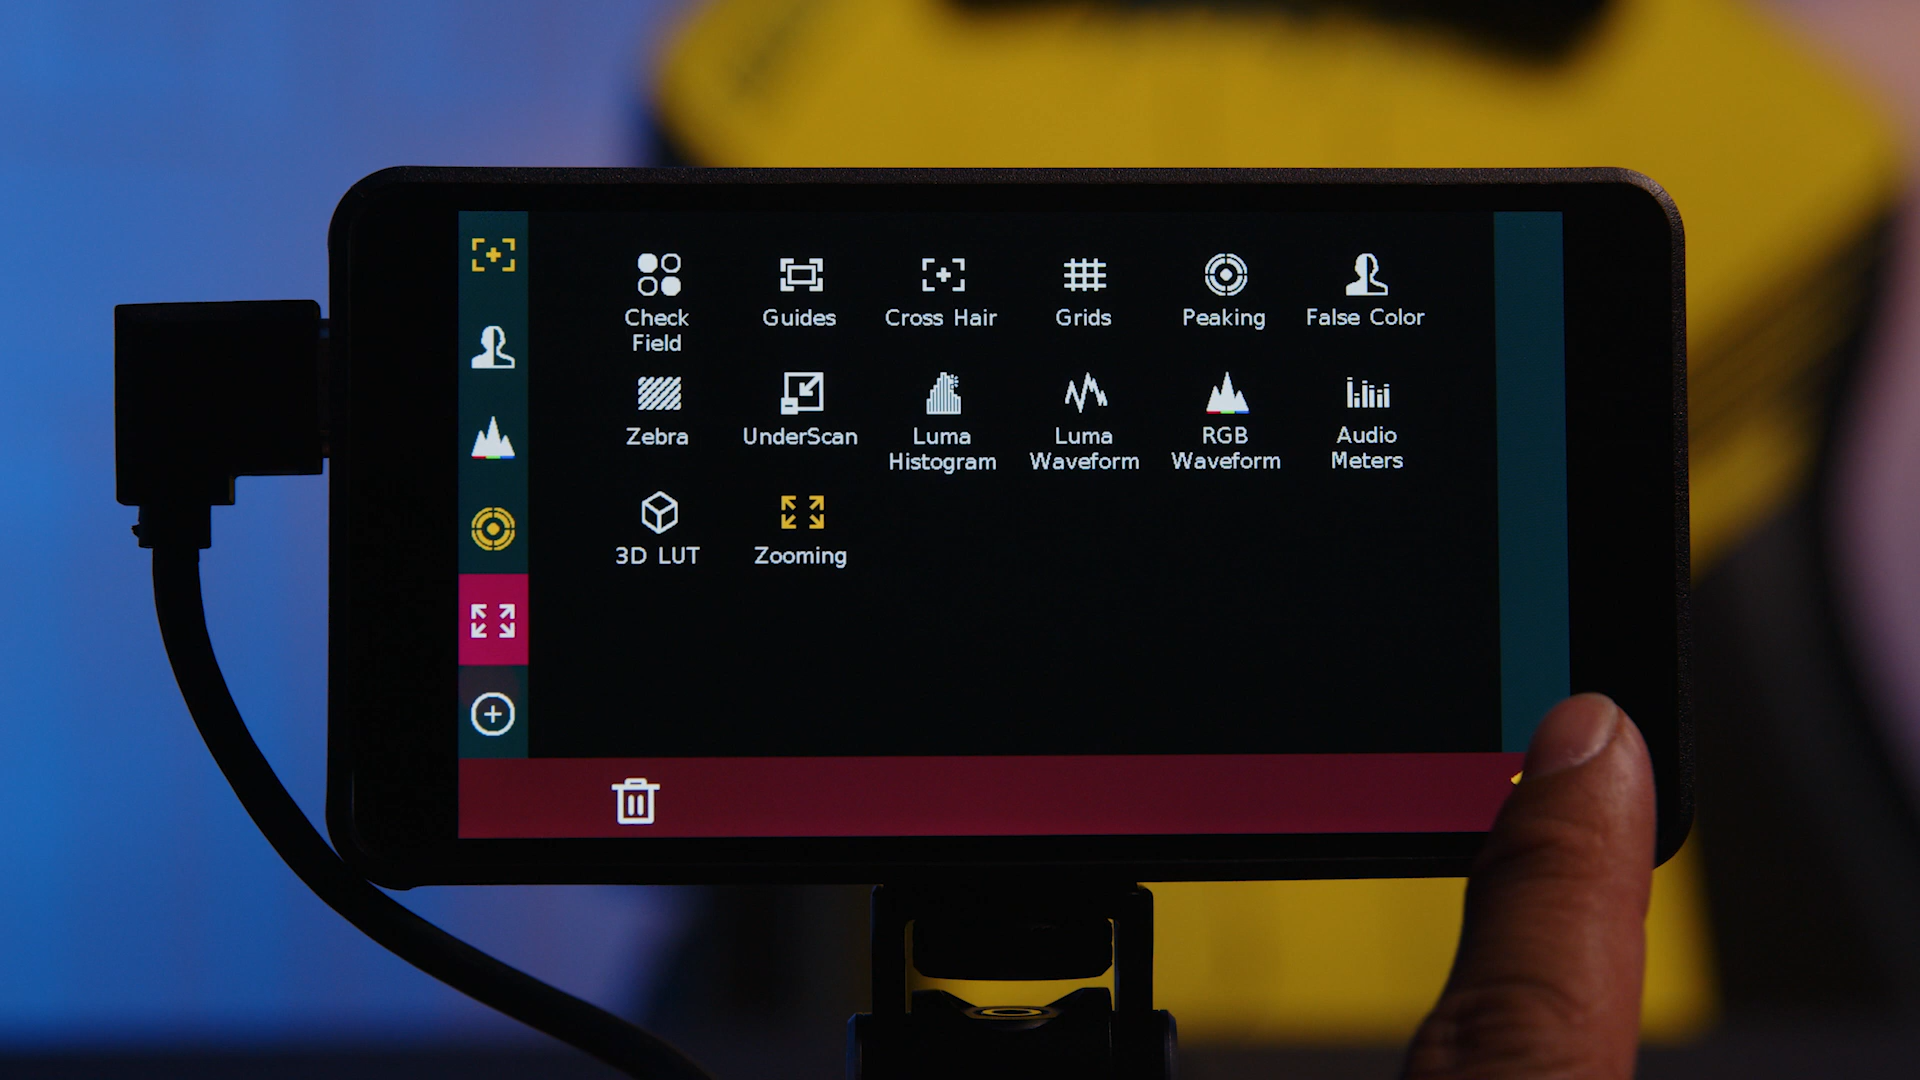 Check
Field
Guides
Cross Hair
Grids
Peaking
False Color
Zebra
UnderScan
Luma
Histogram
Luma
Waveform
RGB
Waveform
Audio
Meters
3D LUT
Zooming